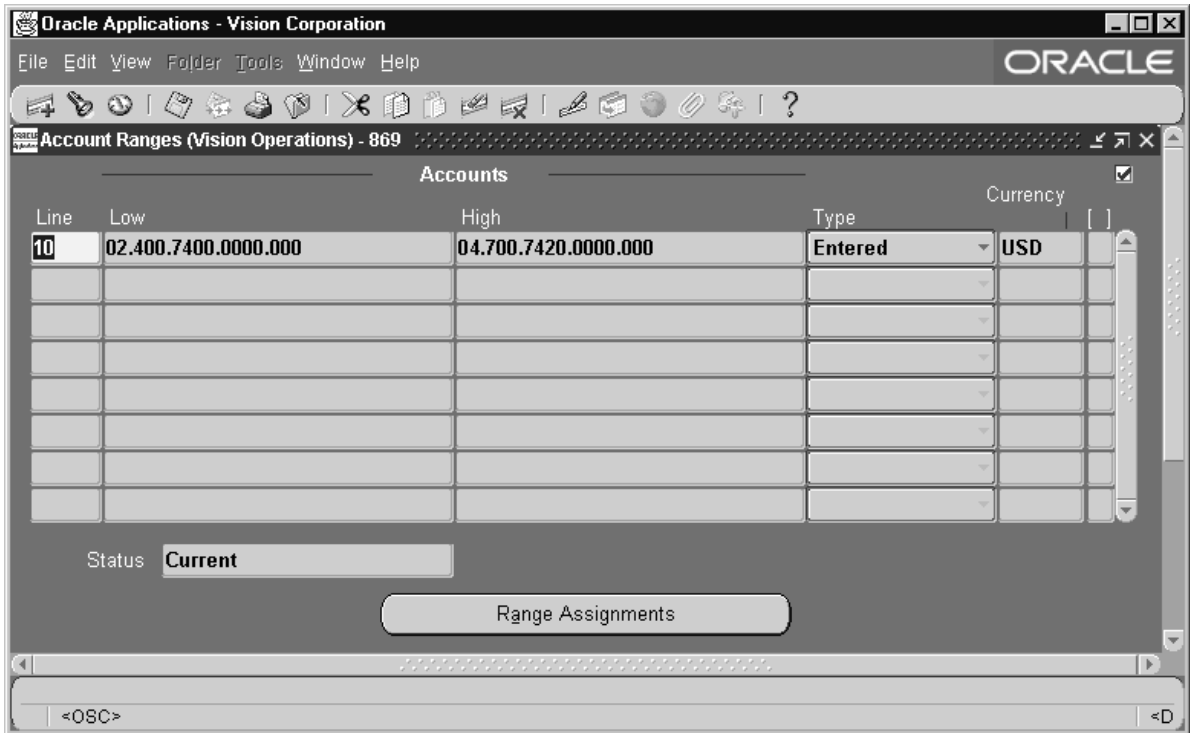 Oracle Applications - Vision Corporation
File Edit View Folder Tools Window Help
ORACLE
Account Ranges (Vision Operations) - 869
Accounts
Currency
Line Low High Type [ ]
10 02.400.7400.0000.000 04.700.7420.0000.000 Entered USD
Status Current
Range Assignments
<OSC> <D